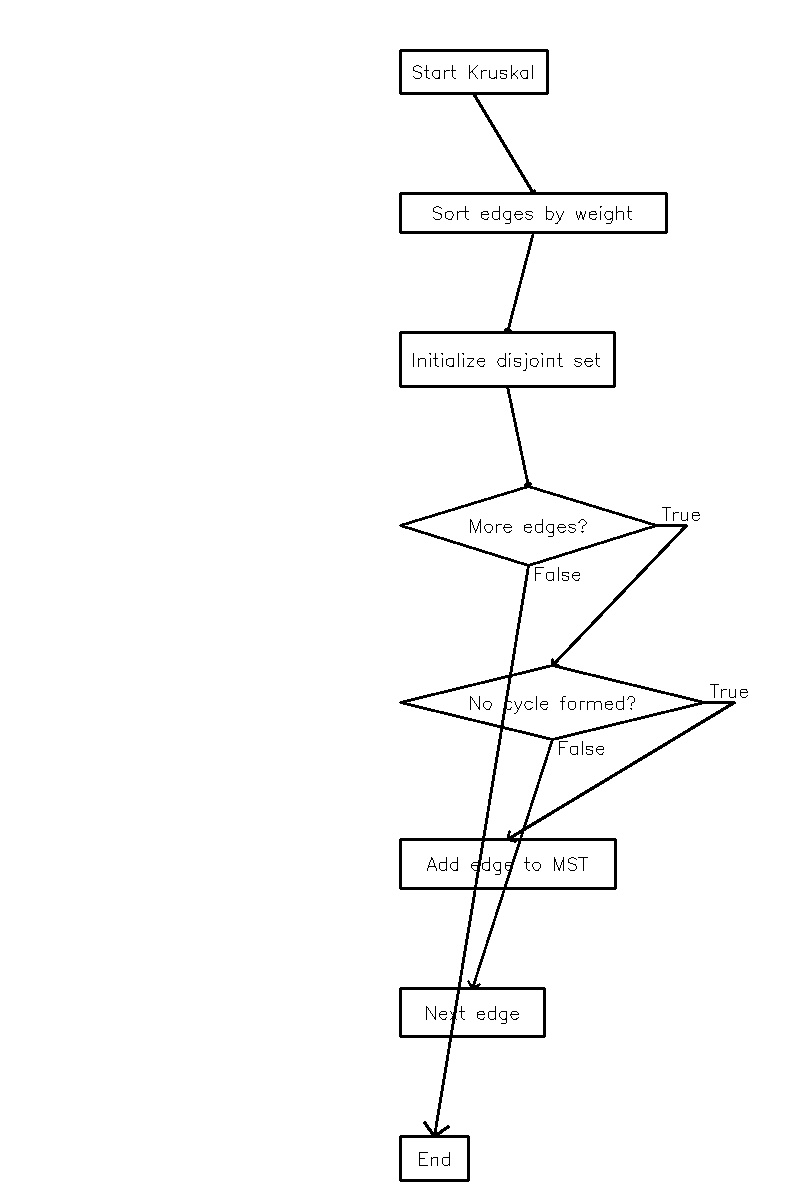 Start Kruskal
Sort edges by weight
Initialize disjoint set
More edges?
True
False
No cycle formed?
True
False
Add edge to MST
Next edge
End